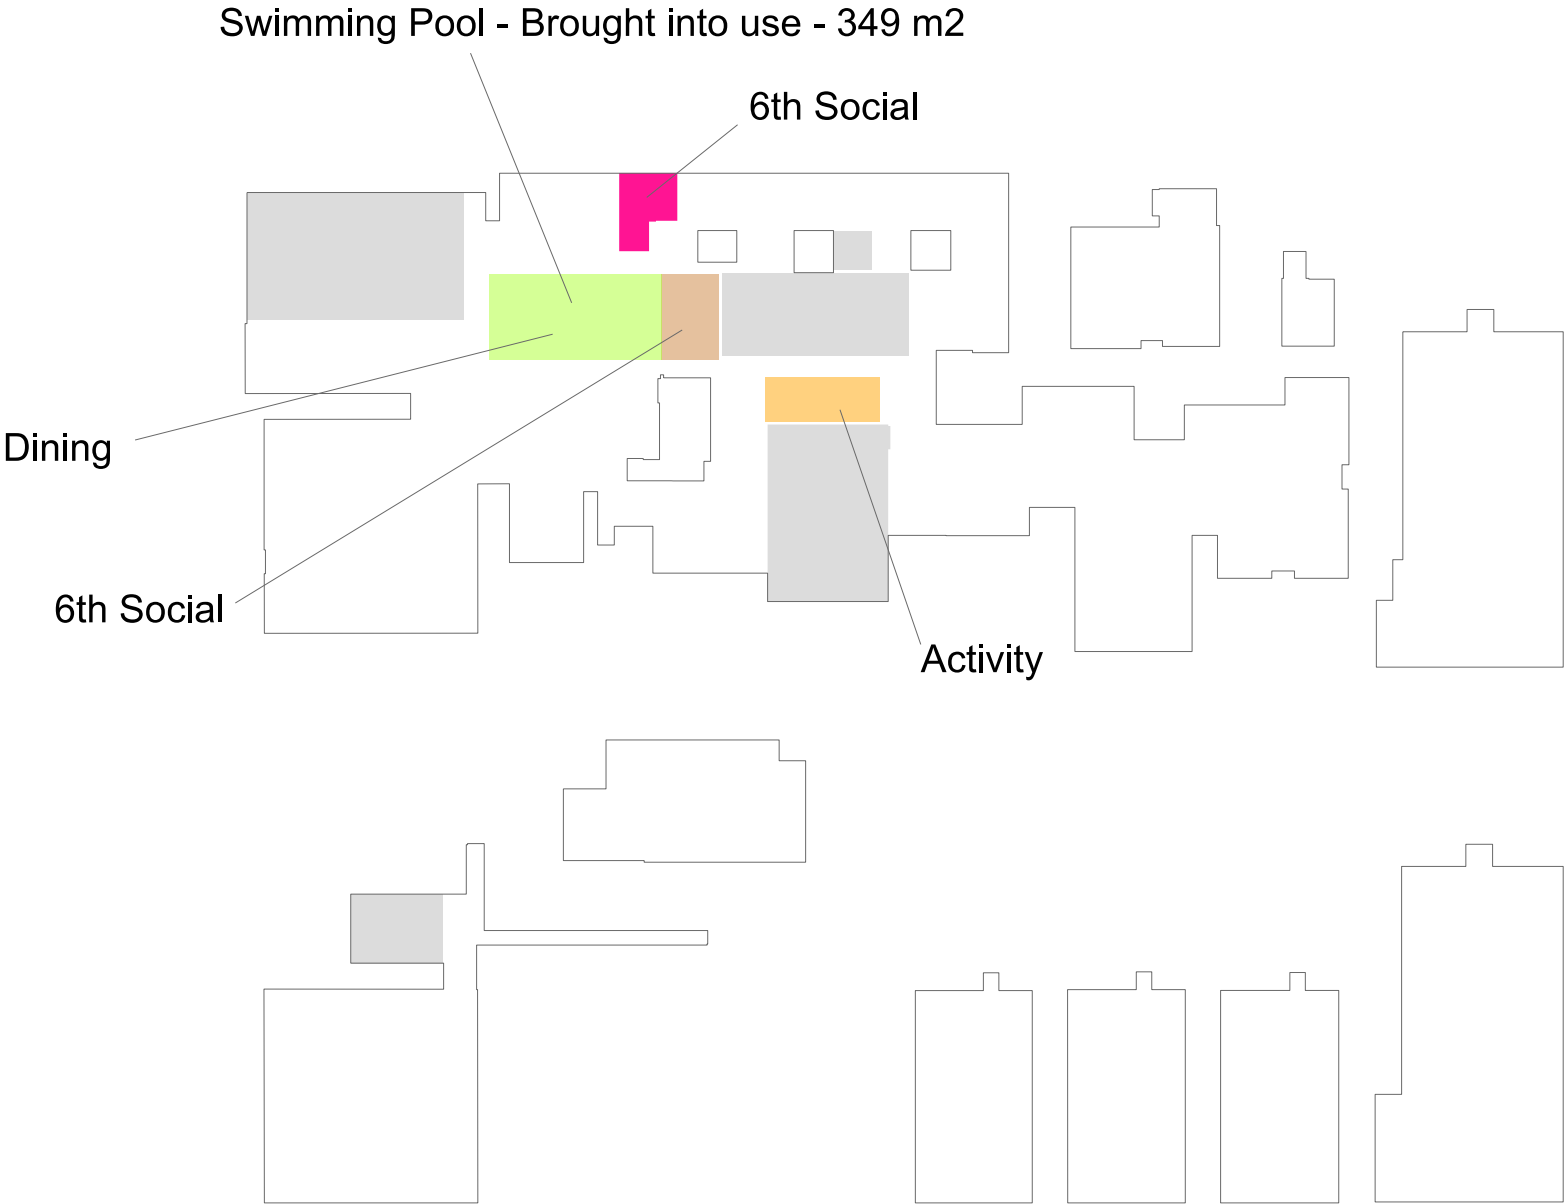 Swimming Pool - Brought into use - 349 m2
6th Social
Dining
6th Social
Activity